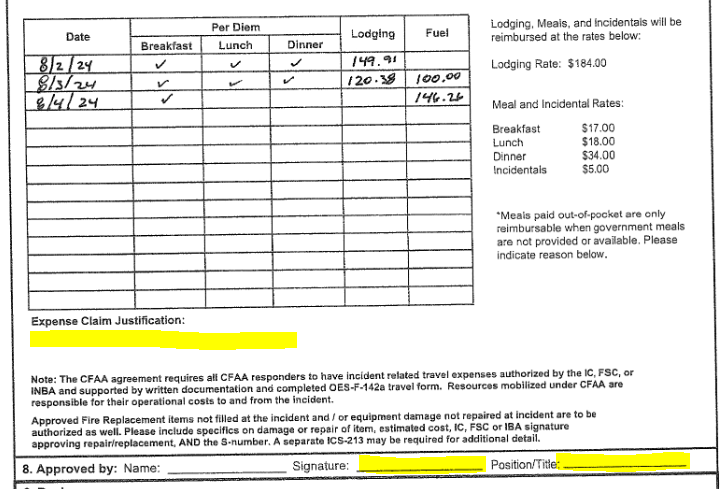 Date Per Diem Lodging Fuel
Breakfast Lunch Dinner
8/2/24 ✓ ✓ ✓ 149.91
8/3/24 ✓ ✓ ✓ 120.38 100.00
8/4/24 ✓ 146.26
Lodging, Meals, and Incidentals will be
reimbursed at the rates below:
Lodging Rate: $184.00
Meal and Incidental Rates:
Breakfast $17.00
Lunch $18.00
Dinner $34.00
Incidentals $5.00
*Meals paid out-of-pocket are only
reimbursable when government meals
are not provided or available. Please
indicate reason below.
Expense Claim Justification:
Note: The CFAA agreement requires all CFAA responders to have incident related travel expenses authorized by the IC, FSC, or
INBA and supported by written documentation and completed OES-F-142a travel form. Resources mobilized under CFAA are
responsible for their operational costs to and from the incident.
Approved Fire Replacement items not filled at the incident and / or equipment damage not repaired at incident are to be
authorized as well. Please include specifics on damage or repair of item, estimated cost, IC, FSC or IBA signature
approving repair/replacement, AND the S-number. A separate ICS-213 may be required for additional detail.
8. Approved by: Name: Signature: Position/Title: